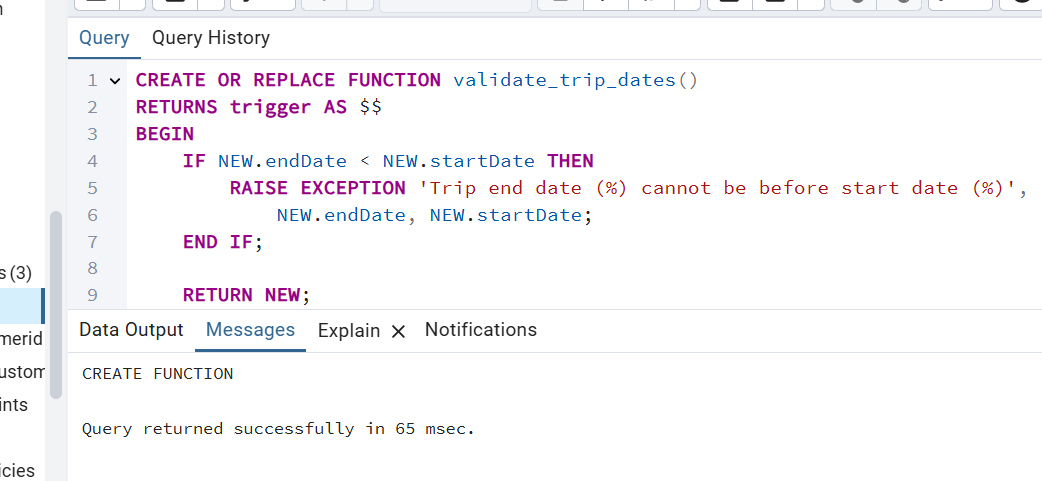 Query Query History
1 CREATE OR REPLACE FUNCTION validate_trip_dates()
2 RETURNS trigger AS $$
3 BEGIN
4 IF NEW.endDate < NEW.startDate THEN
5 RAISE EXCEPTION 'Trip end date (%) cannot be before start date (%)',
6 NEW.endDate, NEW.startDate;
7 END IF;
8
9 RETURN NEW;
s (3)
merid
ustom
ints
icies
Data Output Messages Explain Notifications
CREATE FUNCTION
Query returned successfully in 65 msec.